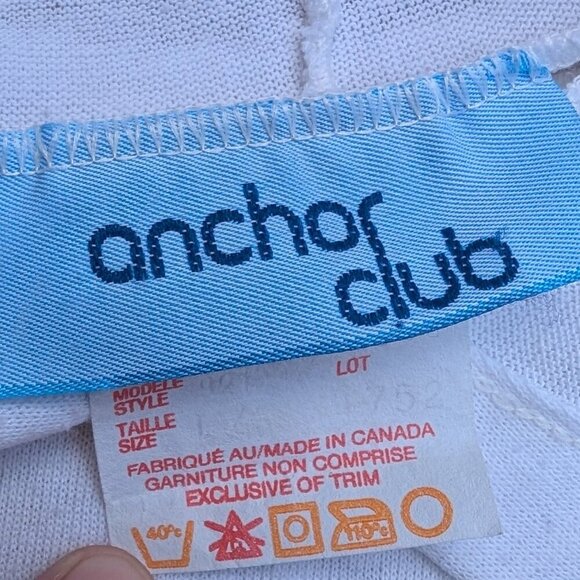 anchor
club
MODÈLE
STYLE
LOT
TAILLE
SIZE
FABRIQUÉ AU/MADE IN CANADA
GARNITURE NON COMPRISE
EXCLUSIVE OF TRIM
40°C
110°C